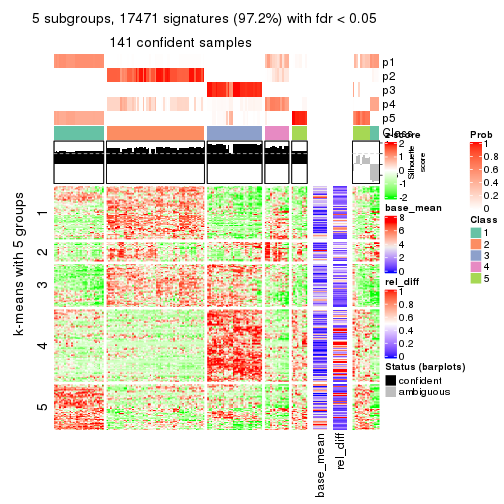 5 subgroups, 17471 signatures (97.2%) with fdr < 0.05
141 confident samples
p1
p2
p3
p4
p5
Class
Silhouette score
k-means with 5 groups
1
2
3
4
5
base_mean
rel_diff
z-score
2
1
0
-1
-2
base_mean
8
6
4
2
0
rel_diff
1
0.8
0.6
0.4
0.2
0
Status (barplots)
confident
ambiguous
Prob
1
0.8
0.6
0.4
0.2
0
Class
1
2
3
4
5